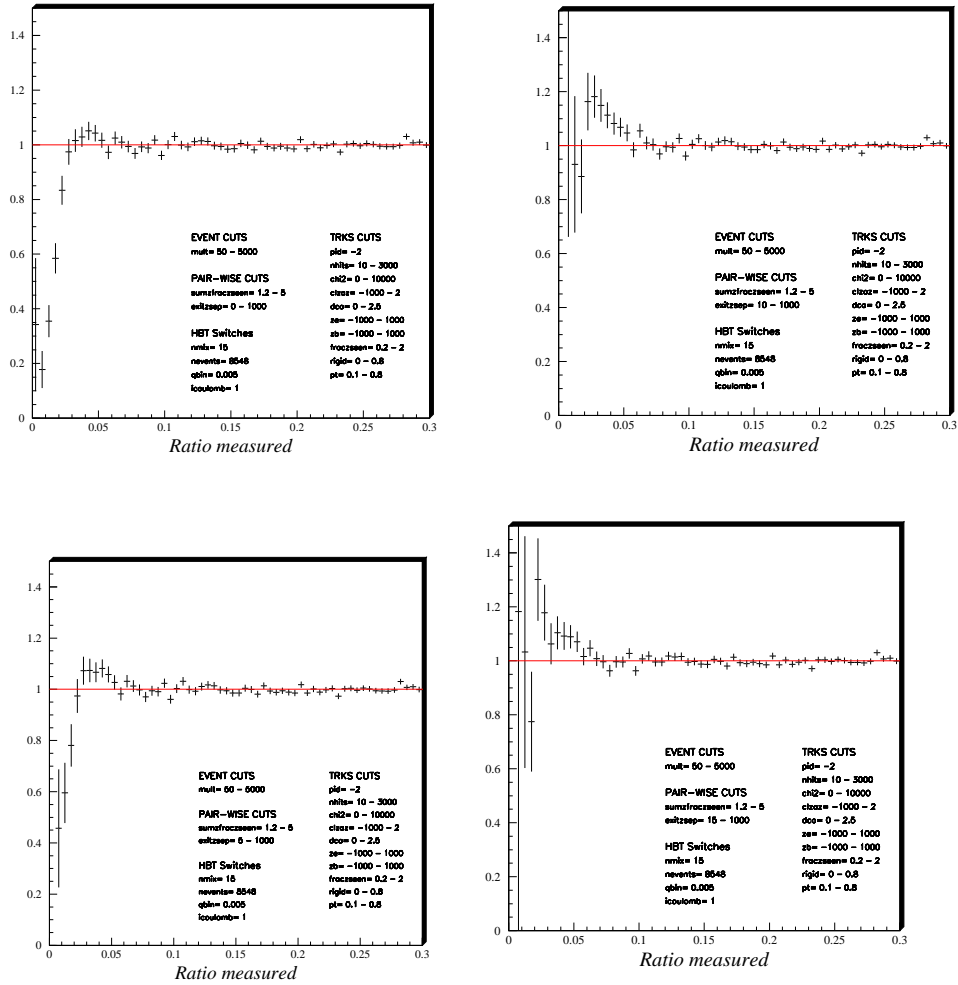 1.4
1.2
1
0.8
0.6
0.4
0.2
0
0 0.05 0.1 0.15 0.2 0.25 0.3
Ratio measured
EVENT CUTS
mult= 50 - 5000
PAIR-WISE CUTS
sumzfraczseen= 1.2 - 5
exitzsep= 0 - 1000
HBT Switches
nmix= 15
nevents= 8548
qbin= 0.005
icoulomb= 1
TRKS CUTS
pid= -2
nhits= 10 - 3000
chi2= 0 - 10000
clzaz= -1000 - 2
dca= 0 - 2.5
za= -1000 - 1000
zb= -1000 - 1000
fraczseen= 0.2 - 2
rigid= 0 - 0.8
pt= 0.1 - 0.8
1.4
1.2
1
0.8
0.6
0.4
0.2
0
0 0.05 0.1 0.15 0.2 0.25 0.3
Ratio measured
EVENT CUTS
mult= 50 - 5000
PAIR-WISE CUTS
sumzfraczseen= 1.2 - 5
exitzsep= 10 - 1000
HBT Switches
nmix= 15
nevents= 8548
qbin= 0.005
icoulomb= 1
TRKS CUTS
pid= -2
nhits= 10 - 3000
chi2= 0 - 10000
clzaz= -1000 - 2
dca= 0 - 2.5
za= -1000 - 1000
zb= -1000 - 1000
fraczseen= 0.2 - 2
rigid= 0 - 0.8
pt= 0.1 - 0.8
1.4
1.2
1
0.8
0.6
0.4
0.2
0
0 0.05 0.1 0.15 0.2 0.25 0.3
Ratio measured
EVENT CUTS
mult= 50 - 5000
PAIR-WISE CUTS
sumzfraczseen= 1.2 - 5
exitzsep= 5 - 1000
HBT Switches
nmix= 15
nevents= 8548
qbin= 0.005
icoulomb= 1
TRKS CUTS
pid= -2
nhits= 10 - 3000
chi2= 0 - 10000
clzaz= -1000 - 2
dca= 0 - 2.5
za= -1000 - 1000
zb= -1000 - 1000
fraczseen= 0.2 - 2
rigid= 0 - 0.8
pt= 0.1 - 0.8
1.4
1.2
1
0.8
0.6
0.4
0.2
0
0 0.05 0.1 0.15 0.2 0.25 0.3
Ratio measured
EVENT CUTS
mult= 50 - 5000
PAIR-WISE CUTS
sumzfraczseen= 1.2 - 5
exitzsep= 15 - 1000
HBT Switches
nmix= 15
nevents= 8548
qbin= 0.005
icoulomb= 1
TRKS CUTS
pid= -2
nhits= 10 - 3000
chi2= 0 - 10000
clzaz= -1000 - 2
dca= 0 - 2.5
za= -1000 - 1000
zb= -1000 - 1000
fraczseen= 0.2 - 2
rigid= 0 - 0.8
pt= 0.1 - 0.8